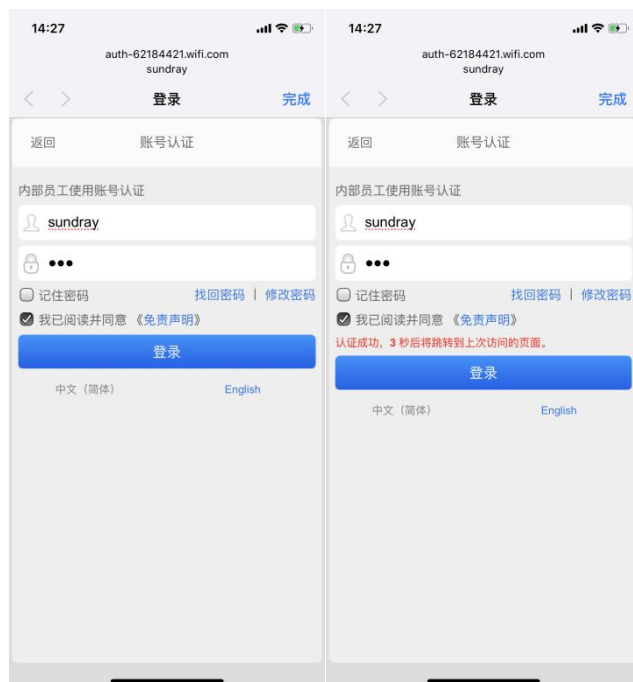 14:27
auth-62184421.wifi.com
sundray
登录 完成
返回 账号认证
内部员工使用账号认证
sundray
•••
记住密码 找回密码 | 修改密码
我已阅读并同意 《免责声明》
登录
中文（简体） English
14:27
auth-62184421.wifi.com
sundray
登录 完成
返回 账号认证
内部员工使用账号认证
sundray
•••
记住密码 找回密码 | 修改密码
我已阅读并同意 《免责声明》
认证成功, 3 秒后将跳转到上次访问的页面。
登录
中文（简体） English